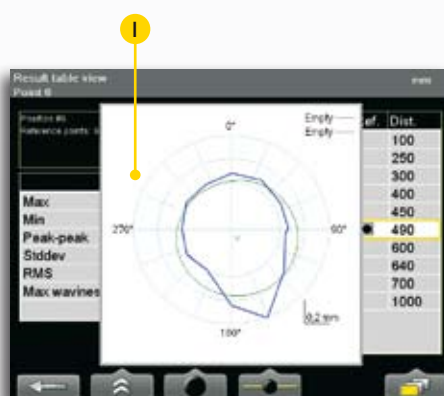 I
Result table view
mm
Point 6
Position #6
Reference points: 9
ef. Dist.
Empty
Empty
0°
90°
180°
270°
0.2 mm
Max
Min
Peak-peak
Stddev
RMS
Max wavines
100
250
300
400
450
490
600
640
700
1000